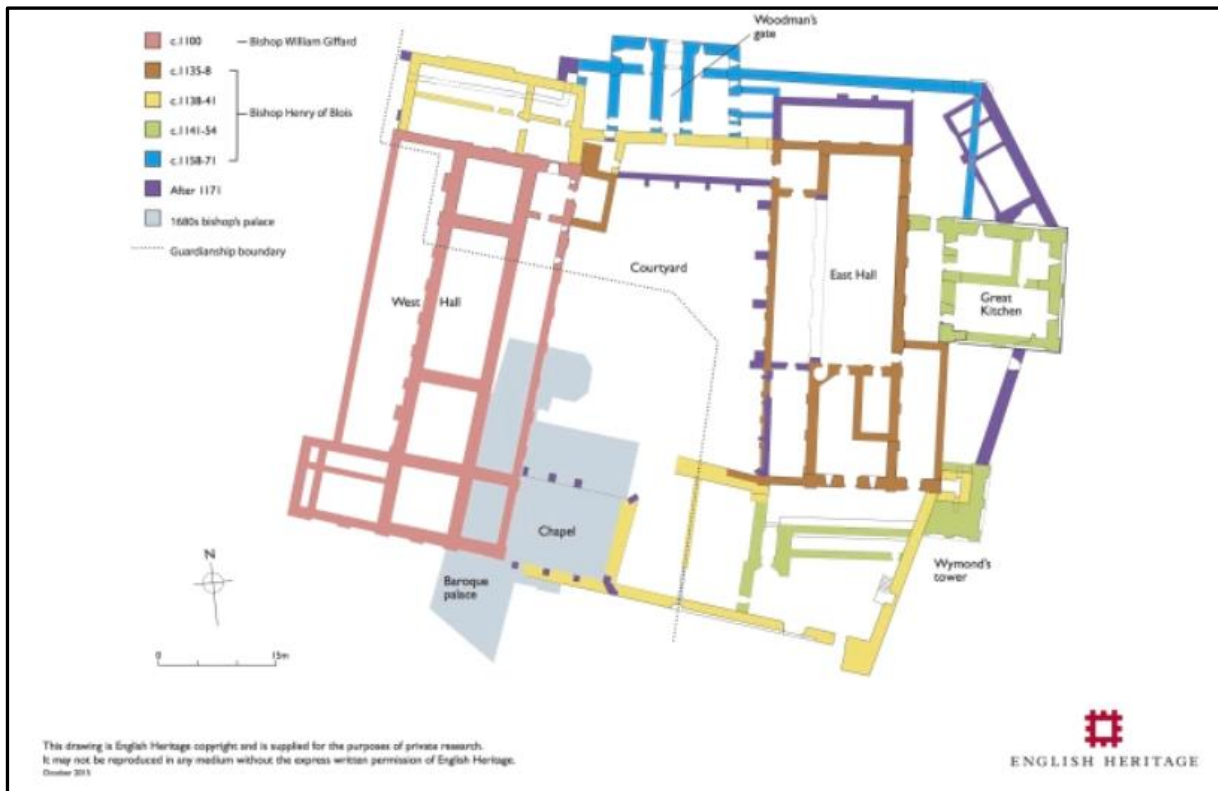 c.1100
Bishop William Giffard
c.1135-8
c.1138-41
Bishop Henry of Blois
c.1141-54
c.1158-71
After 1171
1680s bishop's palace
Guardianship boundary
Woodman's
gate
Courtyard
East Hall
West Hall
Great
Kitchen
Chapel
Wymond's
tower
Baroque
palace
N
0 15m
This drawing is English Heritage copyright and is supplied for the purposes of private research.
It may not be reproduced in any medium without the express written permission of English Heritage.
October 2015
ENGLISH HERITAGE